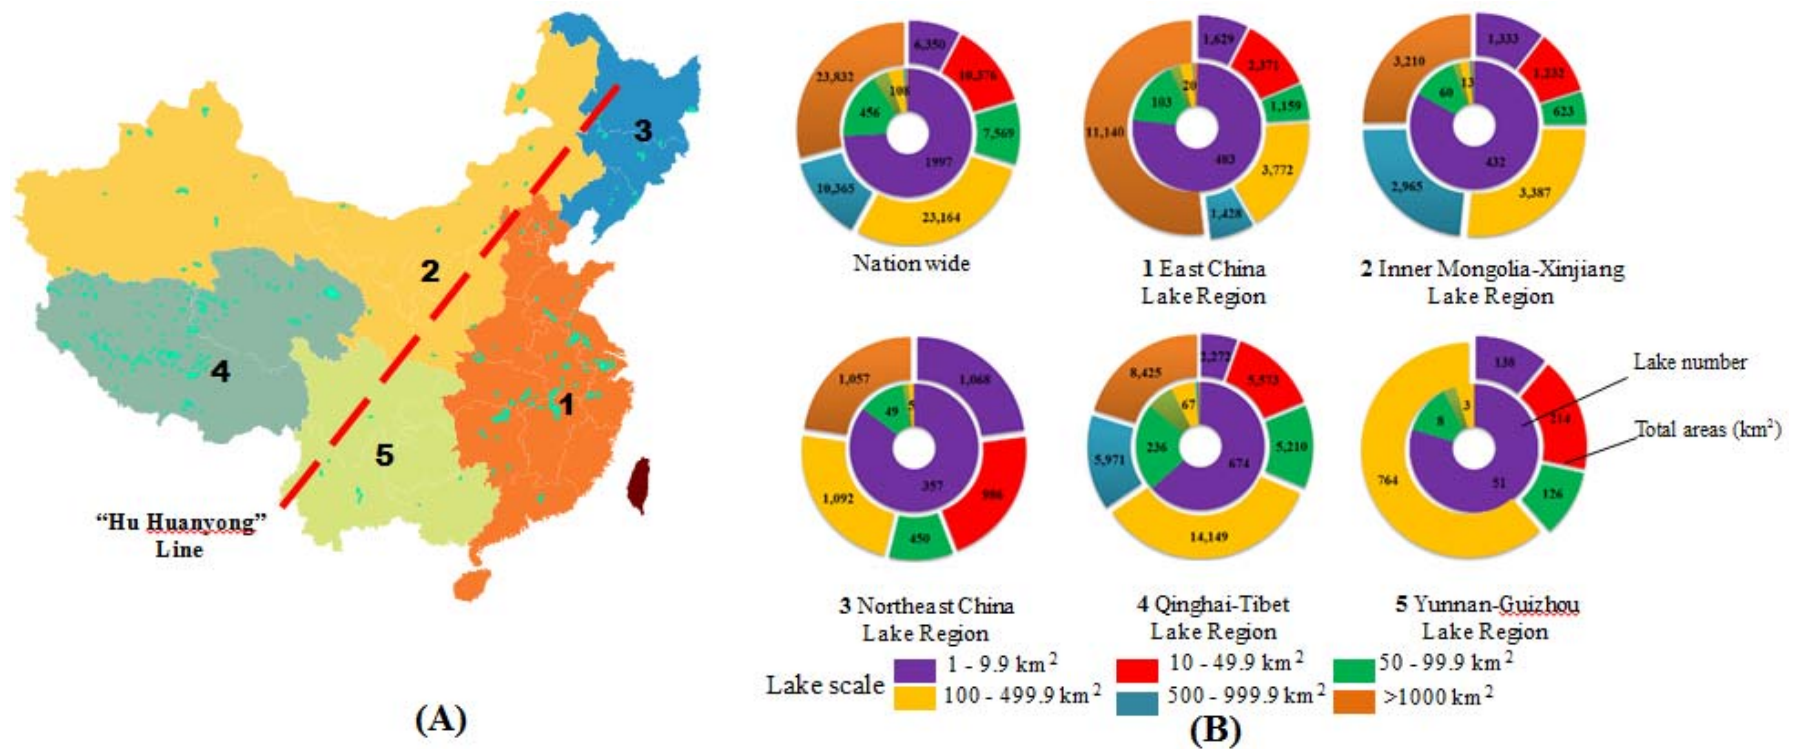 3
2
4
1
5
“Hu Huanyong”
Line
(A)
6,350
10,376
7,569
23,164
10,365
23,832
456
108
1997
Nation wide
1,629
2,371
1,159
3,772
1,428
11,140
103
20
483
1 East China
Lake Region
1,333
1,232
623
3,387
2,965
3,210
60
13
432
2 Inner Mongolia-Xinjiang
Lake Region
1,068
986
450
1,092
1,057
49
5
357
3 Northeast China
Lake Region
2,272
5,573
5,210
14,149
5,971
8,425
236
67
674
4 Qinghai-Tibet
Lake Region
138
214
126
764
8
3
51
Lake number
Total areas (km²)
5 Yunnan-Guizhou
Lake Region
Lake scale
1 - 9.9 km²
10 - 49.9 km²
50 - 99.9 km²
100 - 499.9 km²
500 - 999.9 km²
>1000 km²
(B)